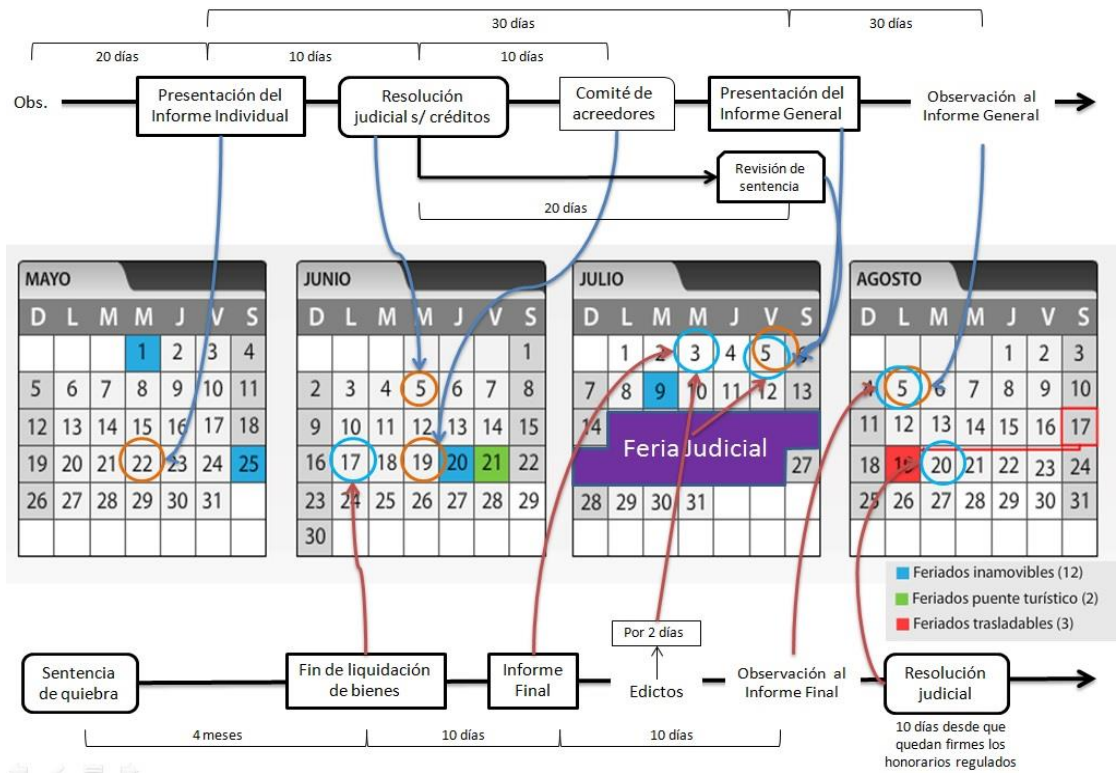 30 días
30 días
20 días
10 días
10 días
Obs.
Presentación del
Informe Individual
Resolución
judicial s/ créditos
Comité de
acreedores
Presentación del
Informe General
Observación al
Informe General
Revisión de
sentencia
20 días
MAYO
D L M M J V S
1 2 3 4
5 6 7 8 9 10 11
12 13 14 15 16 17 18
19 20 21 22 23 24 25
26 27 28 29 30 31
JUNIO
D L M M J V S
1
2 3 4 5 6 7 8
9 10 11 12 13 14 15
16 17 18 19 20 21 22
23 24 25 26 27 28 29
30
JULIO
D L M M J V S
1 2 3 4 5 6
7 8 9 10 11 12 13
14
Feria Judicial
27
28 29 30 31
AGOSTO
D L M M J V S
1 2 3
4 5 6 7 8 9 10
11 12 13 14 15 16 17
18 19 20 21 22 23 24
25 26 27 28 29 30 31
Feriados inamovibles (12)
Feriados puente turístico (2)
Feriados trasladables (3)
Por 2 días
Sentencia
de quiebra
Fin de liquidación
de bienes
Informe
Final
Edictos
Observación al
Informe Final
Resolución
judicial
4 meses
10 días
10 días
10 días desde que
quedan firmes los
honorarios regulados